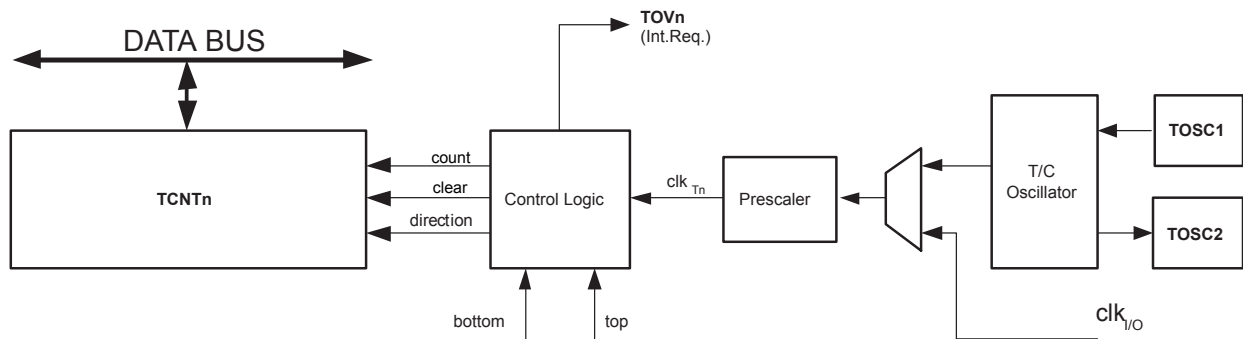 TOVn
(Int.Req.)
DATA BUS
TOSC1
count
T/C
Oscillator
clk Tn
clear
TCNTn
Control Logic
Prescaler
direction
TOSC2
bottom
top
clk I/O